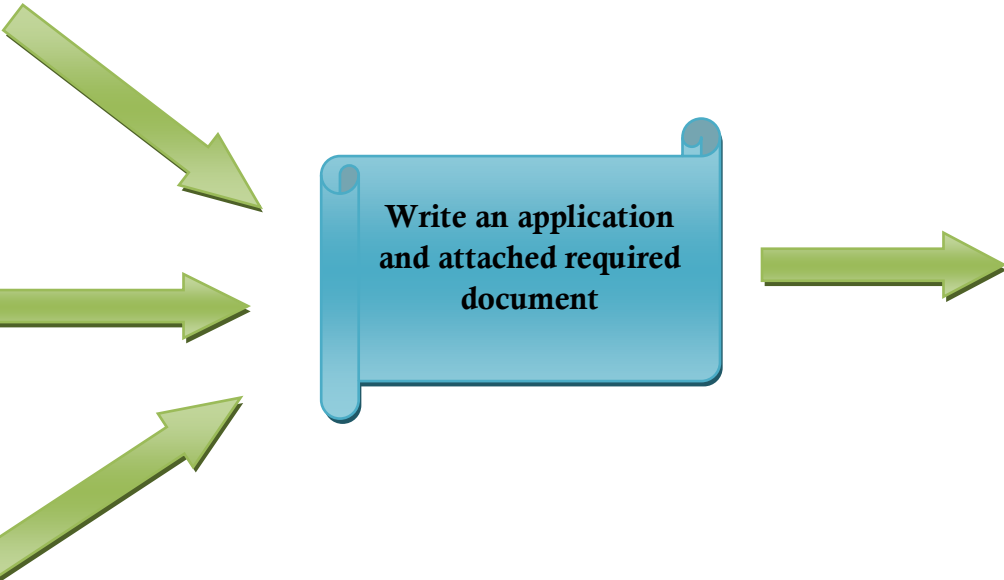 Write an application
and attached required
document